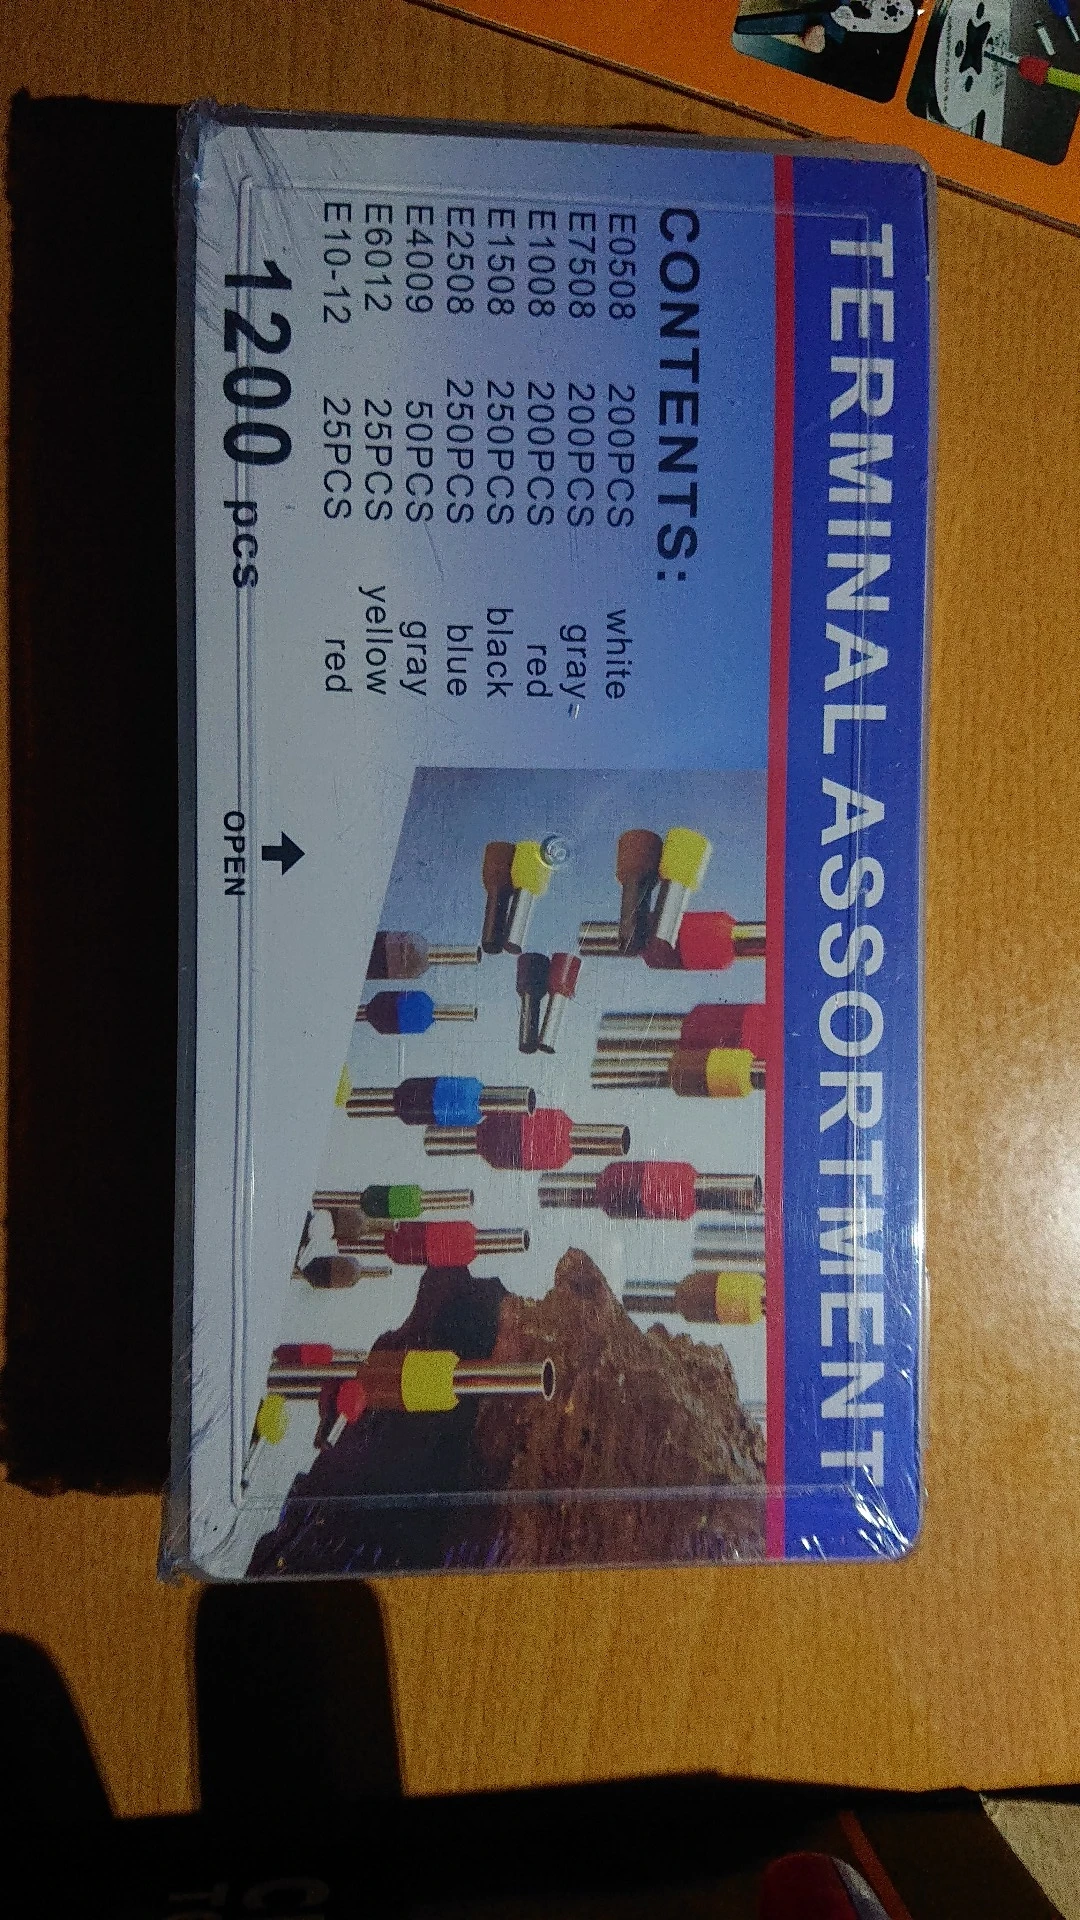 TERMINAL ASSORTMENT
CONTENTS:
E0508 200PCS white
E7508 200PCS gray
E1008 200PCS red
E1508 250PCS black
E2508 250PCS blue
E4009 50PCS gray
E6012 25PCS yellow
E10-12 25PCS red
1200 pcs
OPEN